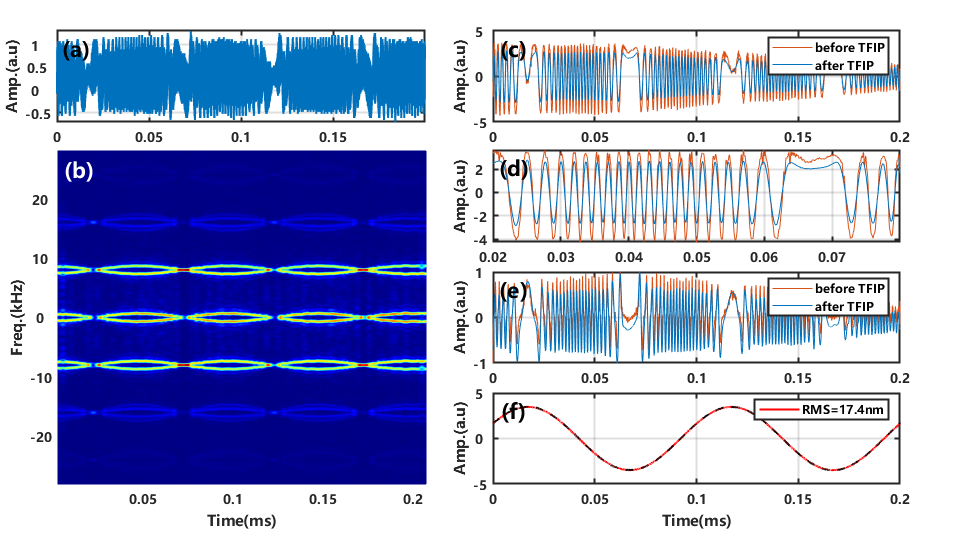 (a)
Amp.(a.u)
1
0.5
0
-0.5
0
0.05
0.1
0.15
(b)
Freq.(kHz)
20
10
0
-10
-20
0.05
0.1
0.15
0.2
Time(ms)
(c)
Amp.(a.u)
5
0
-5
before TFIP
after TFIP
0
0.05
0.1
0.15
0.2
(d)
Amp.(a.u)
2
0
-2
-4
0.02
0.03
0.04
0.05
0.06
0.07
(e)
Amp.(a.u)
1
0
-1
before TFIP
after TFIP
0
0.05
0.1
0.15
0.2
(f)
Amp.(a.u)
5
0
-5
RMS=17.4nm
0
0.05
0.1
0.15
0.2
Time(ms)